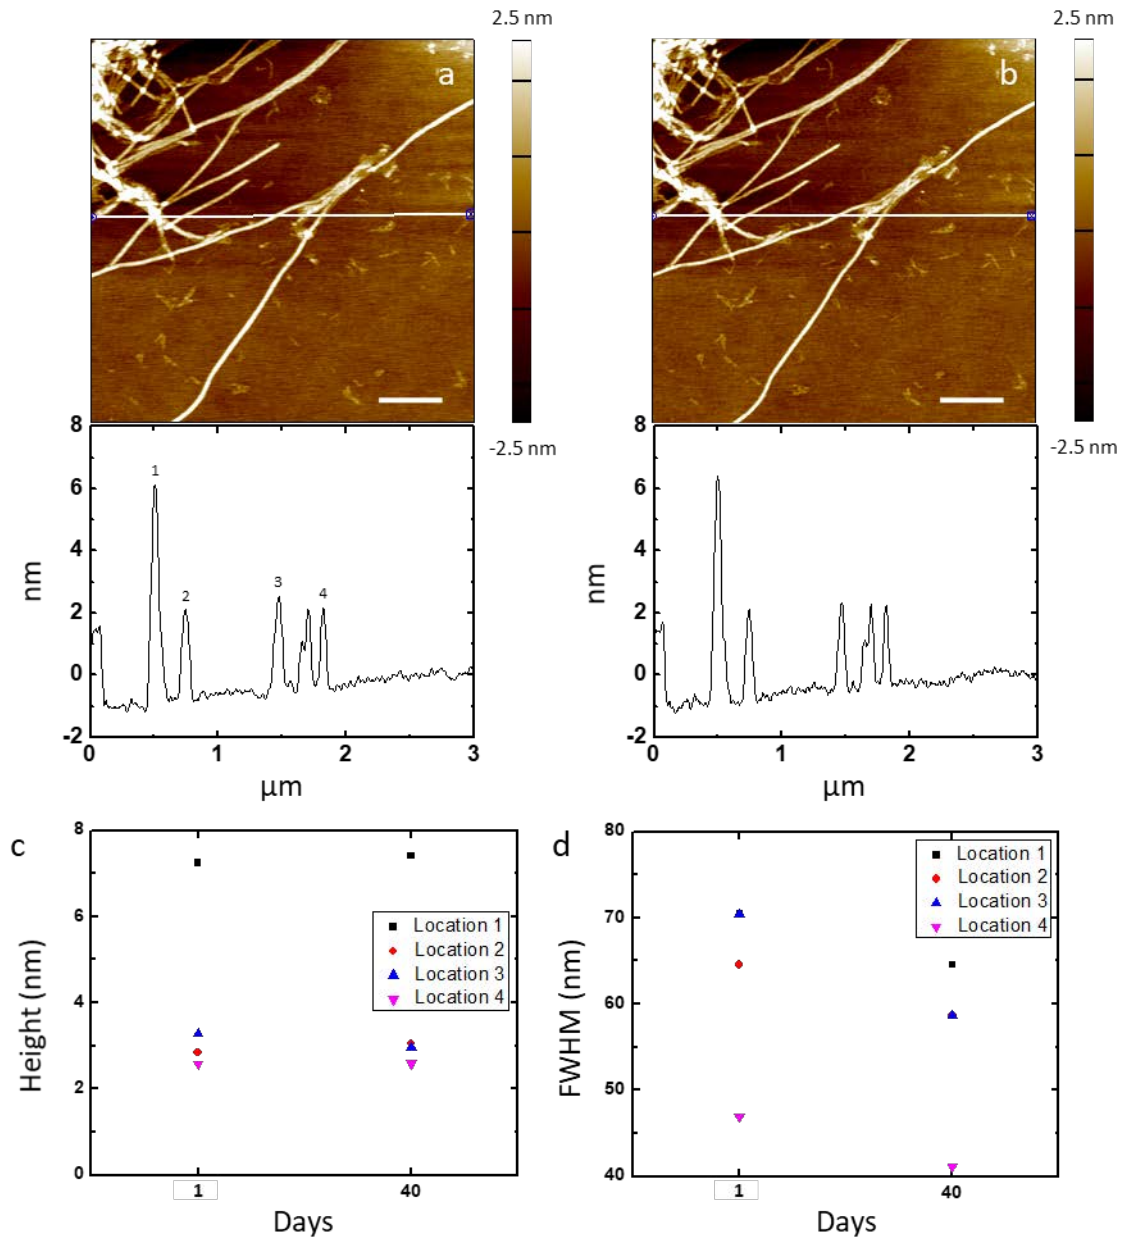 2.5 nm
2.5 nm
a
b
-2.5 nm
-2.5 nm
8
6
4
2
0
-2
nm
1
2
3
4
0
1
2
3
μm
8
6
4
2
0
-2
nm
0
1
2
3
μm
c
8
6
4
2
0
Height (nm)
Location 1
Location 2
Location 3
Location 4
1
40
Days
d
80
70
60
50
40
FWHM (nm)
Location 1
Location 2
Location 3
Location 4
1
40
Days